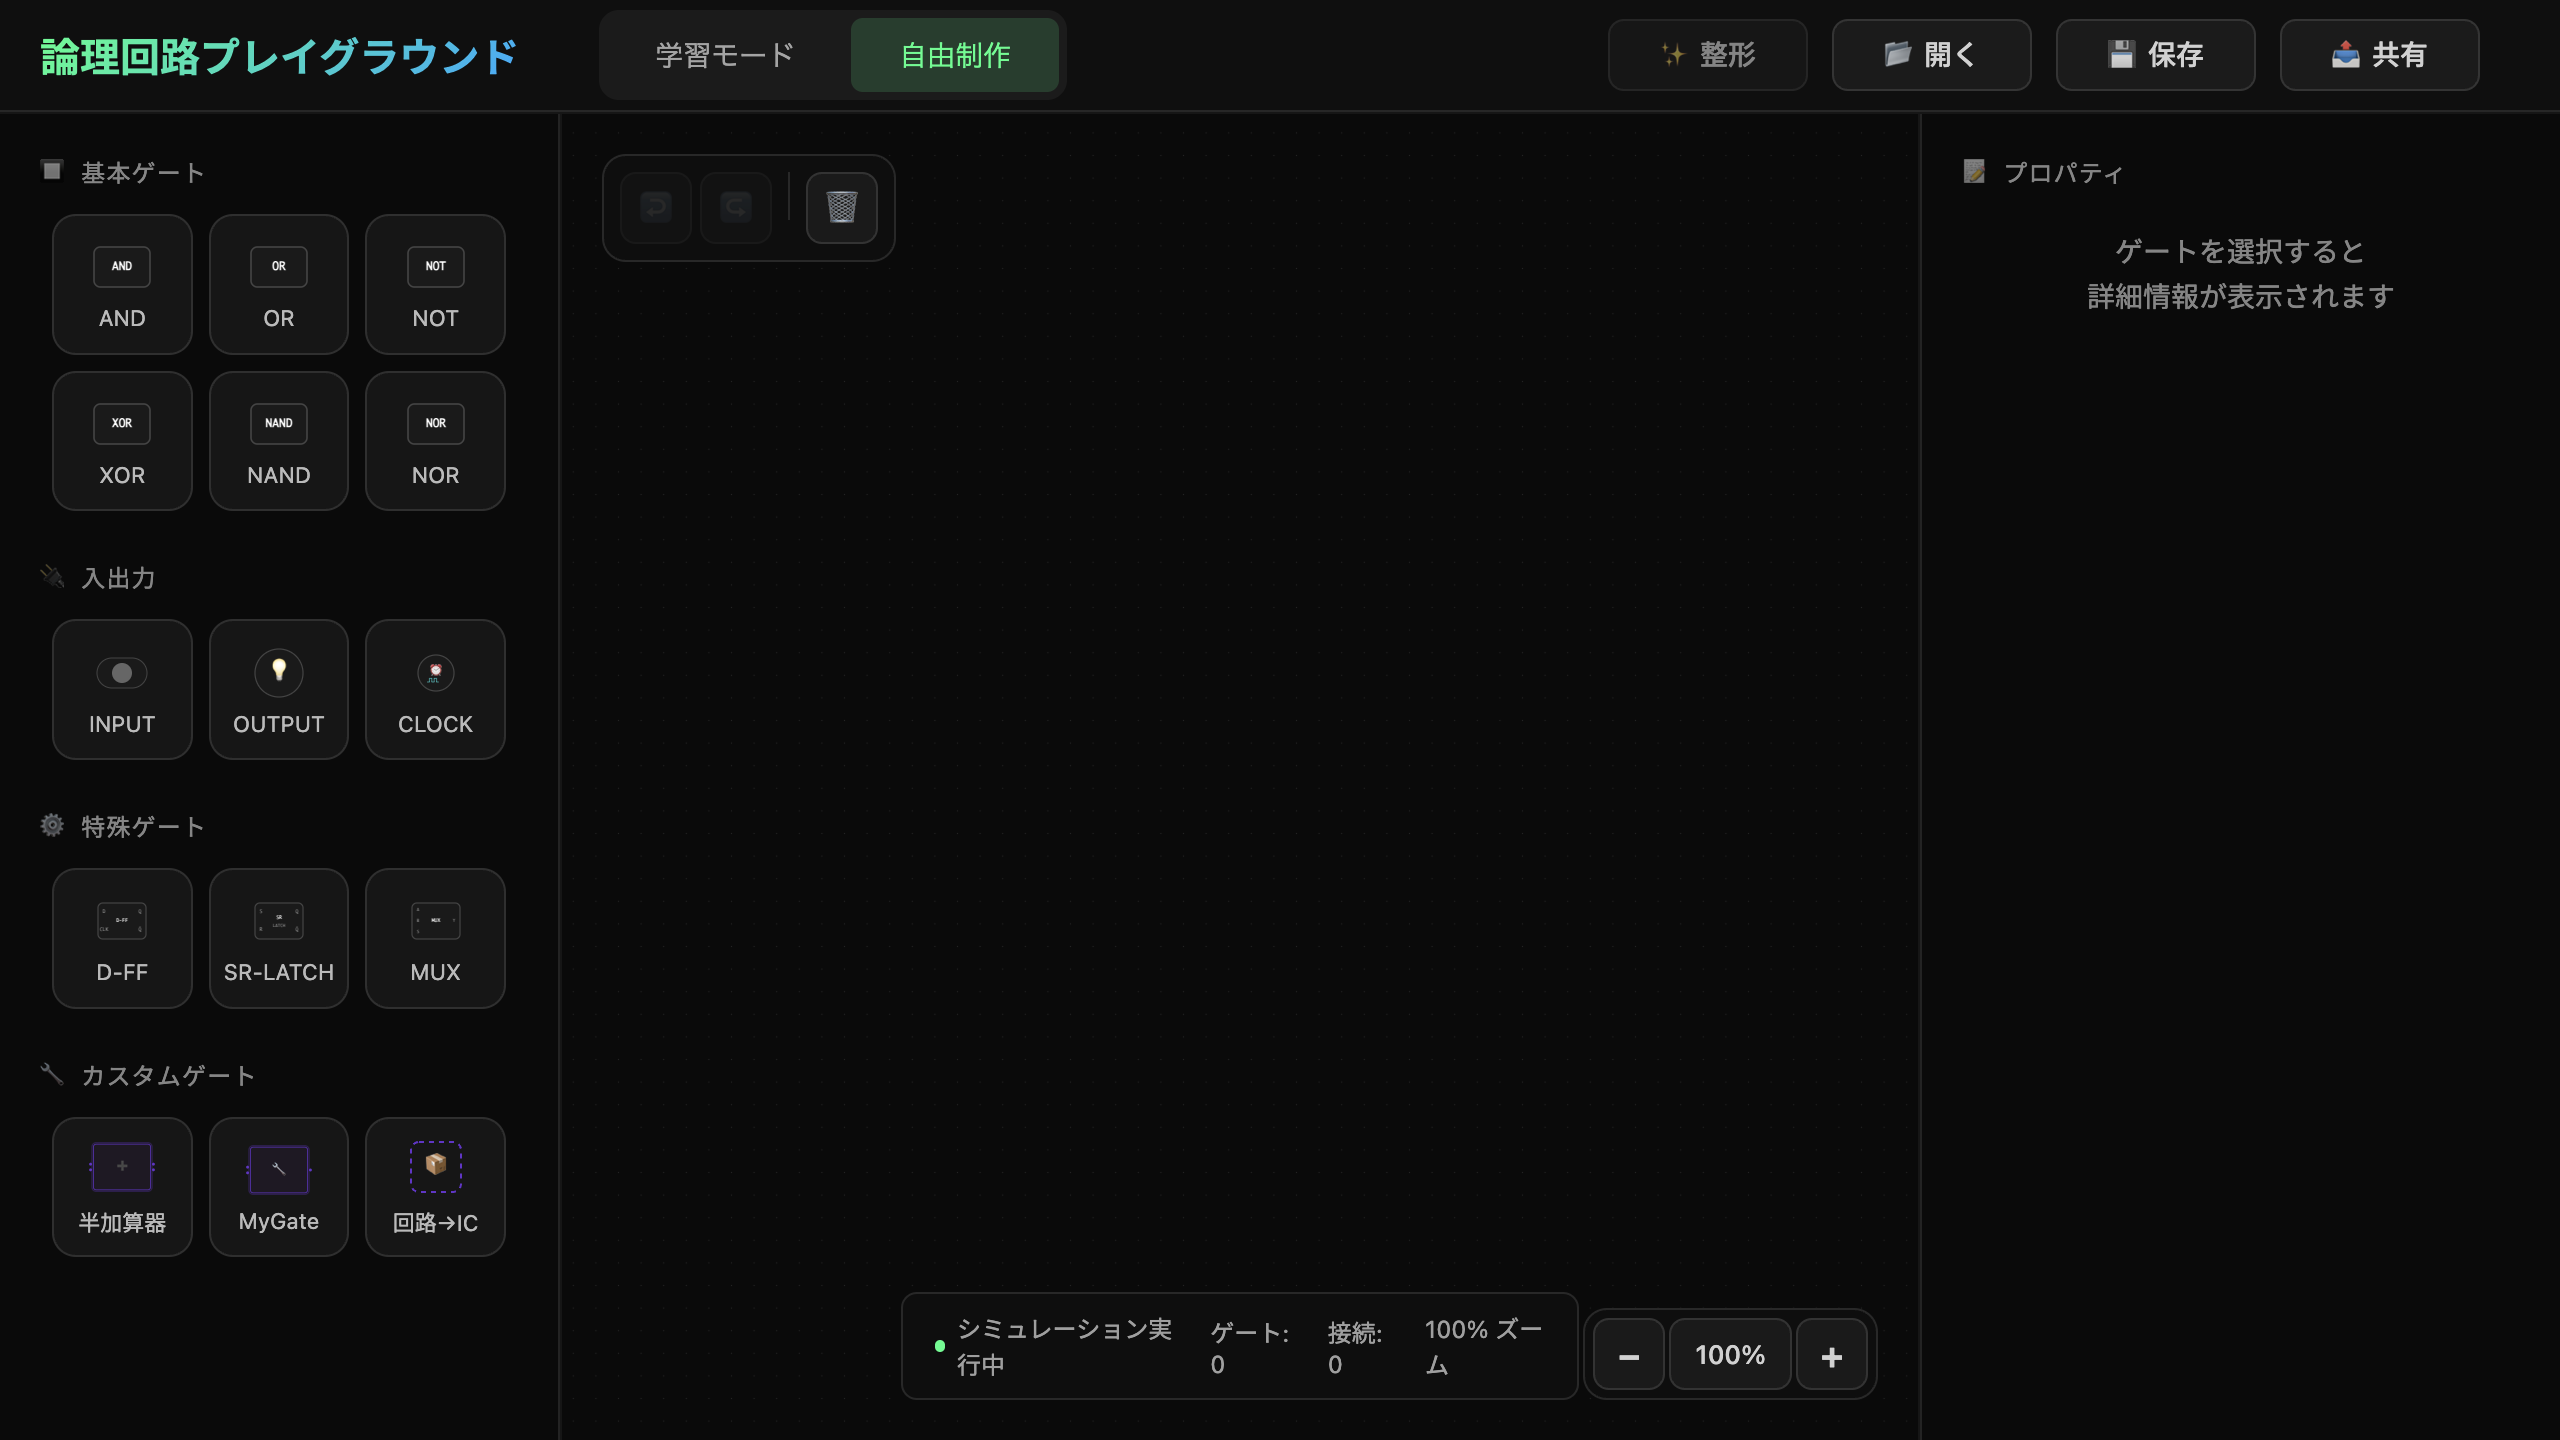 論理回路プレイグラウンド
学習モード
自由制作
整形
開く
保存
共有
基本ゲート
AND
AND
OR
OR
NOT
NOT
XOR
XOR
NAND
NAND
NOR
NOR
入出力
INPUT
OUTPUT
CLOCK
特殊ゲート
D
Q
D-FF
CLK
Q
D-FF
S
Q
SR
LATCH
R
Q
SR-LATCH
MUX
MUX
カスタムゲート
半加算器
MyGate
回路→IC
プロパティ
ゲートを選択すると
詳細情報が表示されます
シミュレーション実
行中
ゲート:
0
接続:
0
100% ズー
ム
−
100%
+